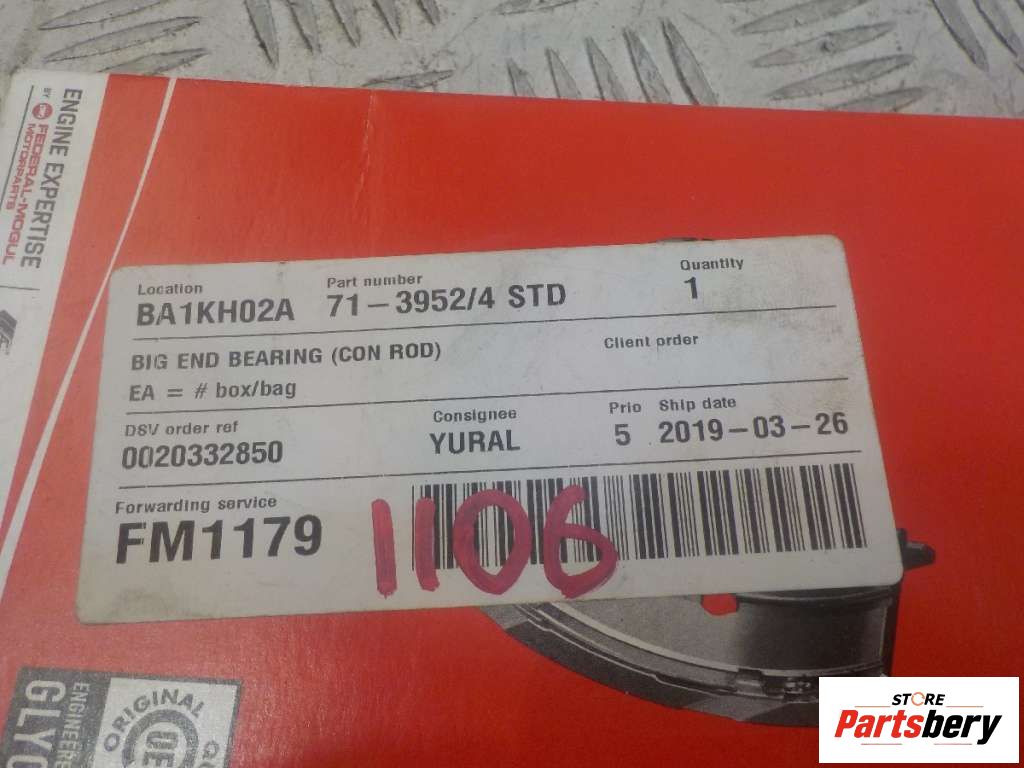 ENGINE EXPERTISE
BY FEDERAL-MOGUL
MOTORPARTS
Location
Part number
Quantity
BA1KH02A 71-3952/4 STD 1
BIG END BEARING (CON ROD)
Client order
EA = # box/bag
DSV order ref
Consignee
Prio Ship date
0020332850 YURAL 5 2019-03-26
Forwarding service
FM1179
1106
ORIGINAL
OE
STORE
Partsbery